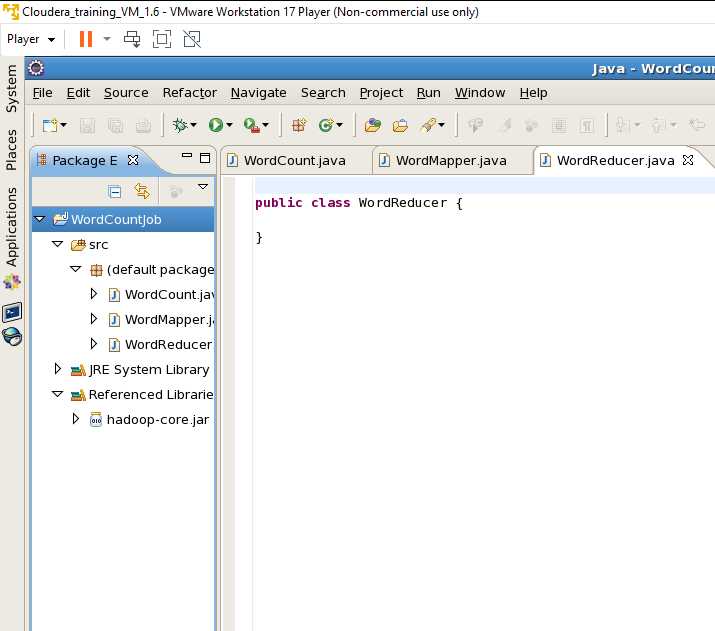 Cloudera_training_VM_1.6 - VMware Workstation 17 Player (Non-commercial use only)
Player
Java - WordCoun
File Edit Source Refactor Navigate Search Project Run Window Help
System
Places
Applications
Package E
WordCount.java
WordMapper.java
WordReducer.java
WordCountJob
src
(default package
WordCount.jav
WordMapper.ja
WordReducer
JRE System Library
Referenced Librarie
hadoop-core.jar
public class WordReducer {
}